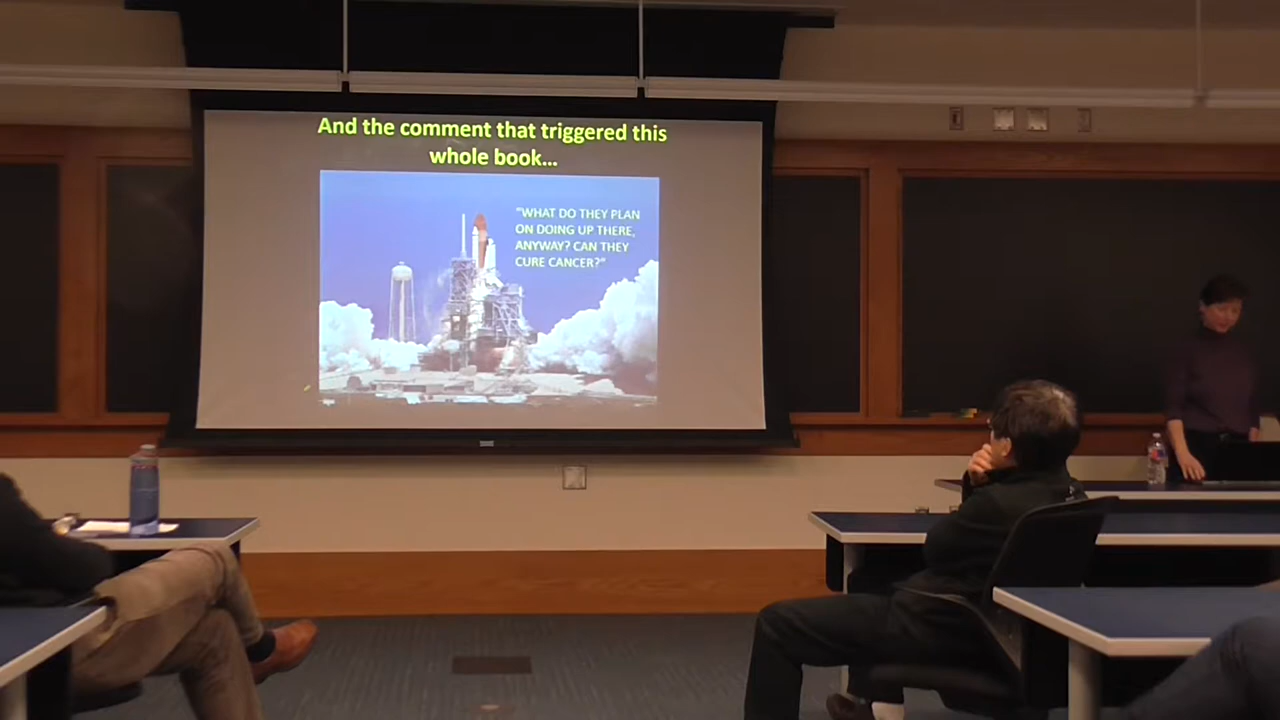 And the comment that triggered this
whole book...
"WHAT DO THEY PLAN
ON DOING UP THERE,
ANYWAY? CAN THEY
CURE CANCER?"